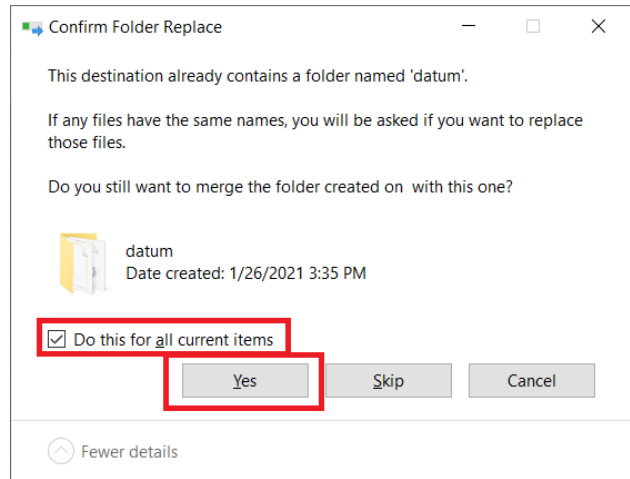 Confirm Folder Replace
This destination already contains a folder named 'datum'.
If any files have the same names, you will be asked if you want to replace
those files.
Do you still want to merge the folder created on  with this one?
datum
Date created: 1/26/2021 3:35 PM
Do this for all current items
Yes Skip Cancel
Fewer details